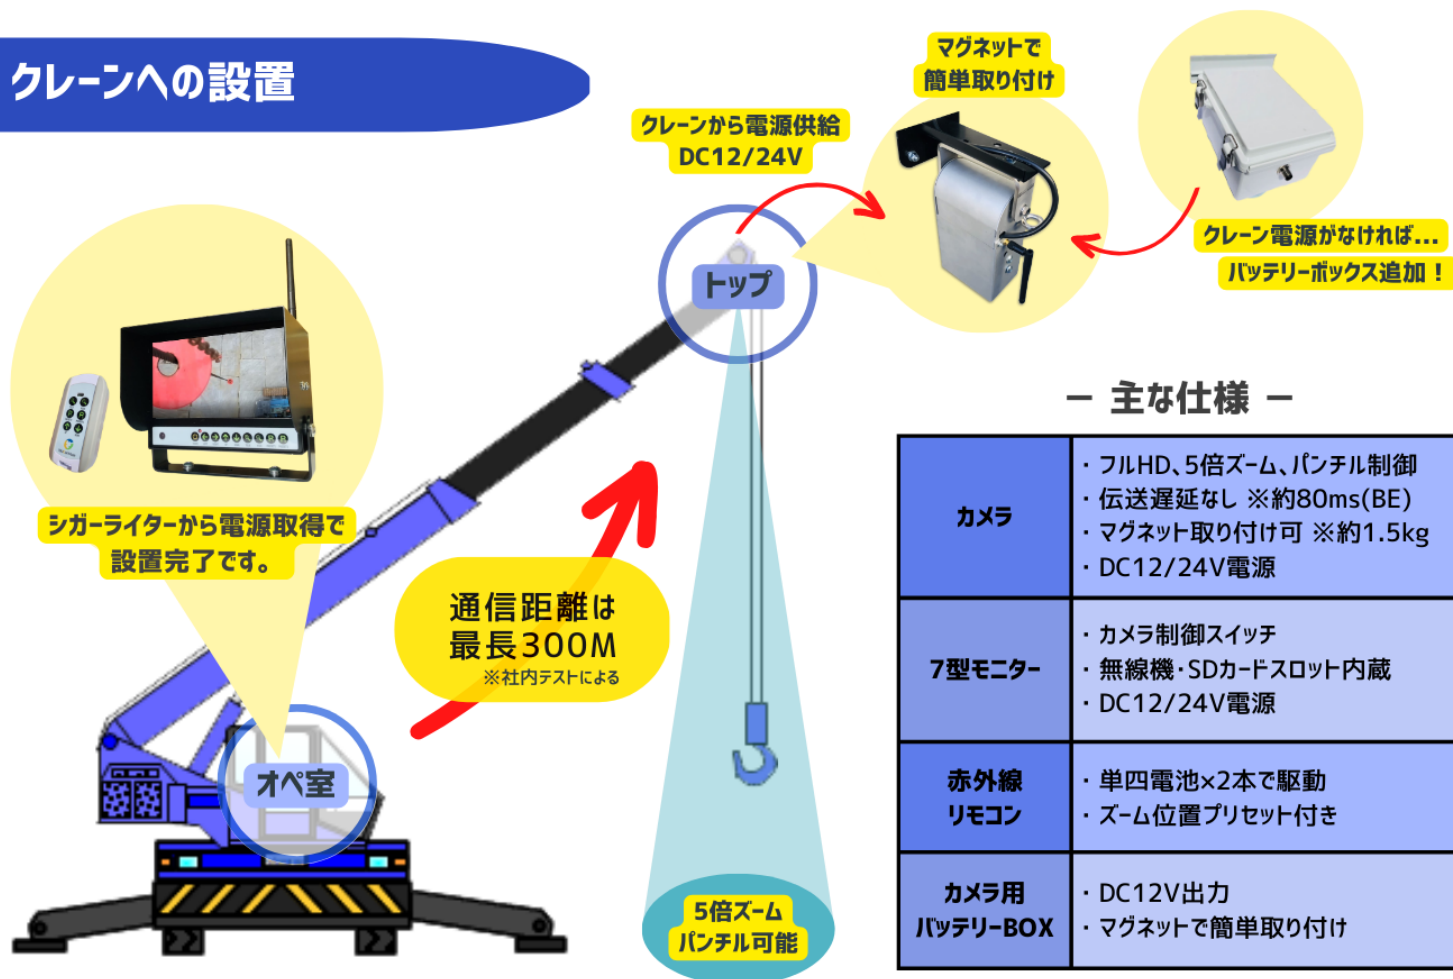 クレーンへの設置
マグネットで
簡単取り付け
クレーンから電源供給
DC12/24V
クレーン電源がなければ...
バッテリーボックス追加！
トップ
シガーライターから電源取得で
設置完了です。
通信距離は
最長300M
※社内テストによる
オペ室
5倍ズーム
パンチル可能
－ 主な仕様 －
カメラ
・フルHD、5倍ズーム、パンチル制御
・伝送遅延なし ※約80ms(BE)
・マグネット取り付け可 ※約1.5kg
・DC12/24V電源
7型モニター
・カメラ制御スイッチ
・無線機・SDカードスロット内蔵
・DC12/24V電源
赤外線
リモコン
・単四電池×2本で駆動
・ズーム位置プリセット付き
カメラ用
バッテリーBOX
・DC12V出力
・マグネットで簡単取り付け